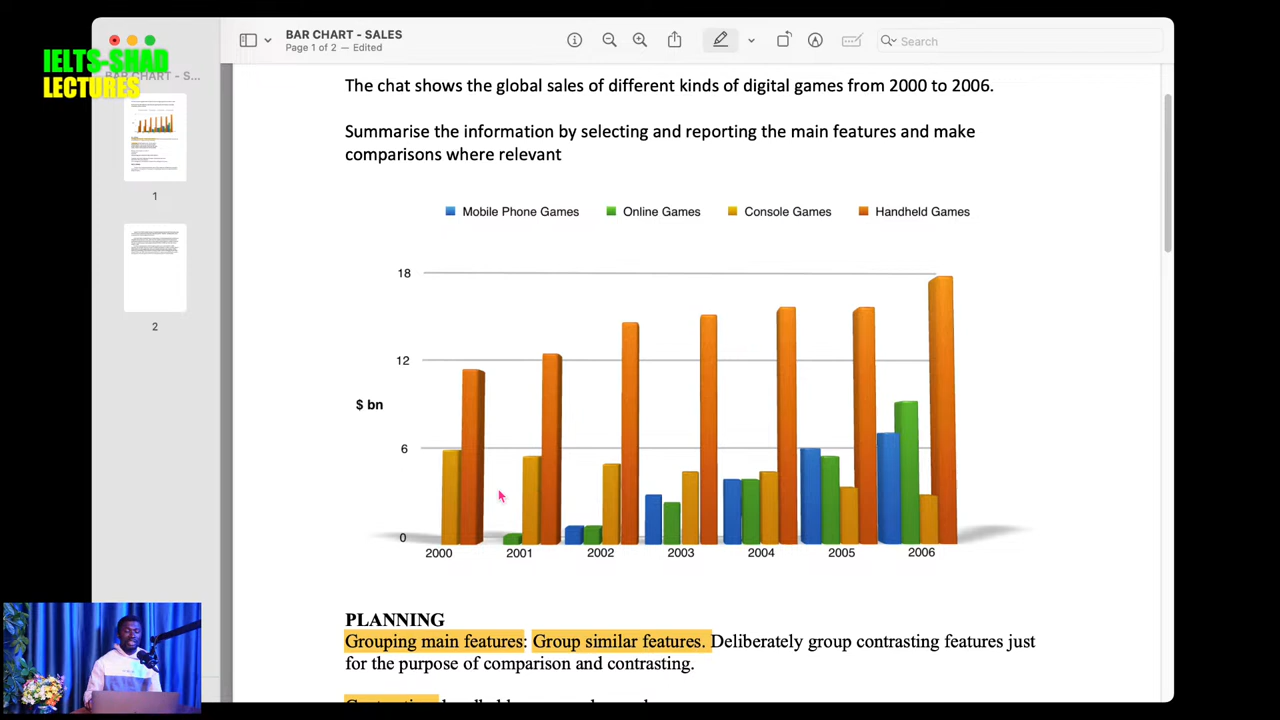 BAR CHART - SALES
Page 1 of 2 — Edited
Search
IELTS-SHAD
LECTURES
BAR CHART - S...
1
2
The chat shows the global sales of different kinds of digital games from 2000 to 2006.
Summarise the information by selecting and reporting the main features and make
comparisons where relevant
Mobile Phone Games Online Games Console Games Handheld Games
18
12
$ bn
6
0
2000 2001 2002 2003 2004 2005 2006
PLANNING
Grouping main features: Group similar features. Deliberately group contrasting features just
for the purpose of comparison and contrasting.